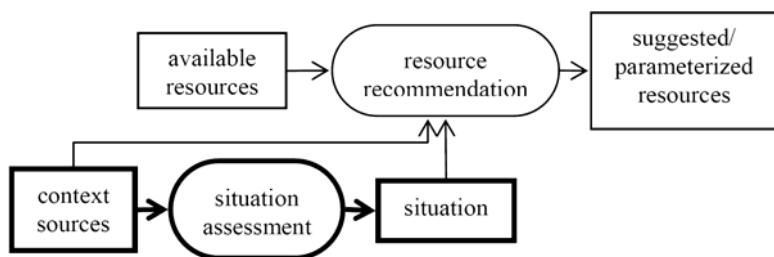 available
resources
resource
recommendation
suggested/
parameterized
resources
context
sources
situation
assessment
situation